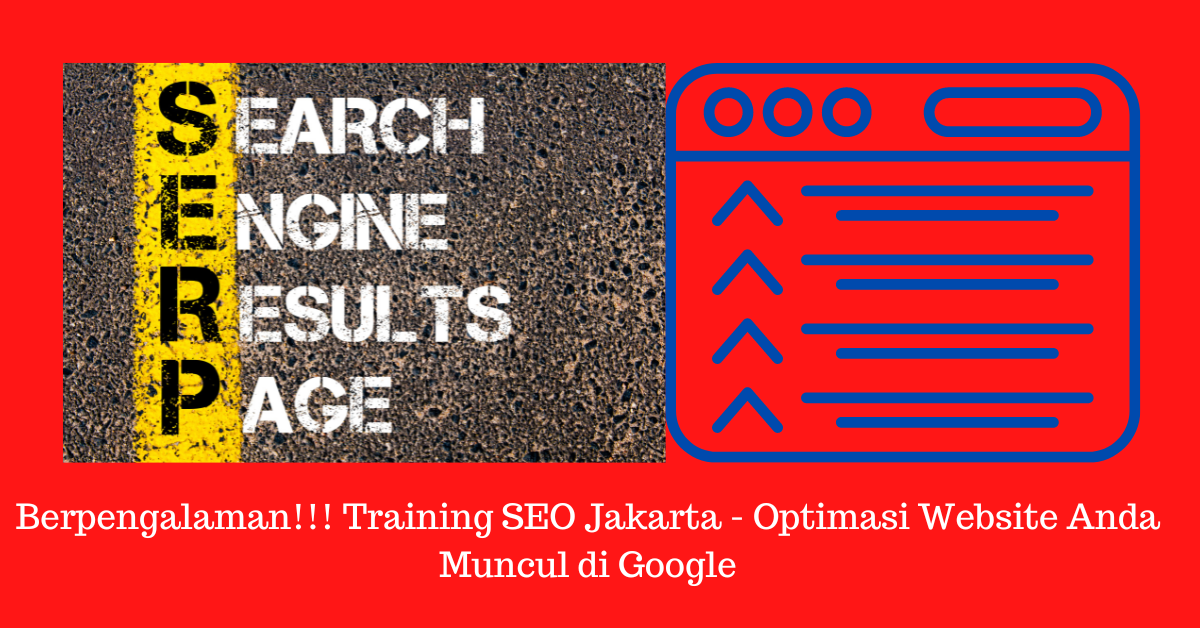 SEARCH
ENGINE
RESULTS
PAGE
Berpengalaman!!! Training SEO Jakarta - Optimasi Website Anda
Muncul di Google